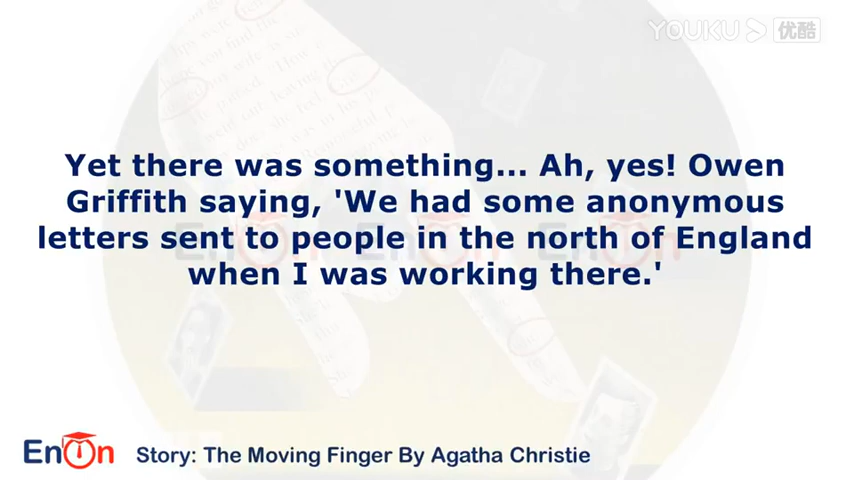 YOUKU 优酷
Yet there was something... Ah, yes! Owen
Griffith saying, 'We had some anonymous
letters sent to people in the north of England
when I was working there.'
EnOn
Story: The Moving Finger By Agatha Christie